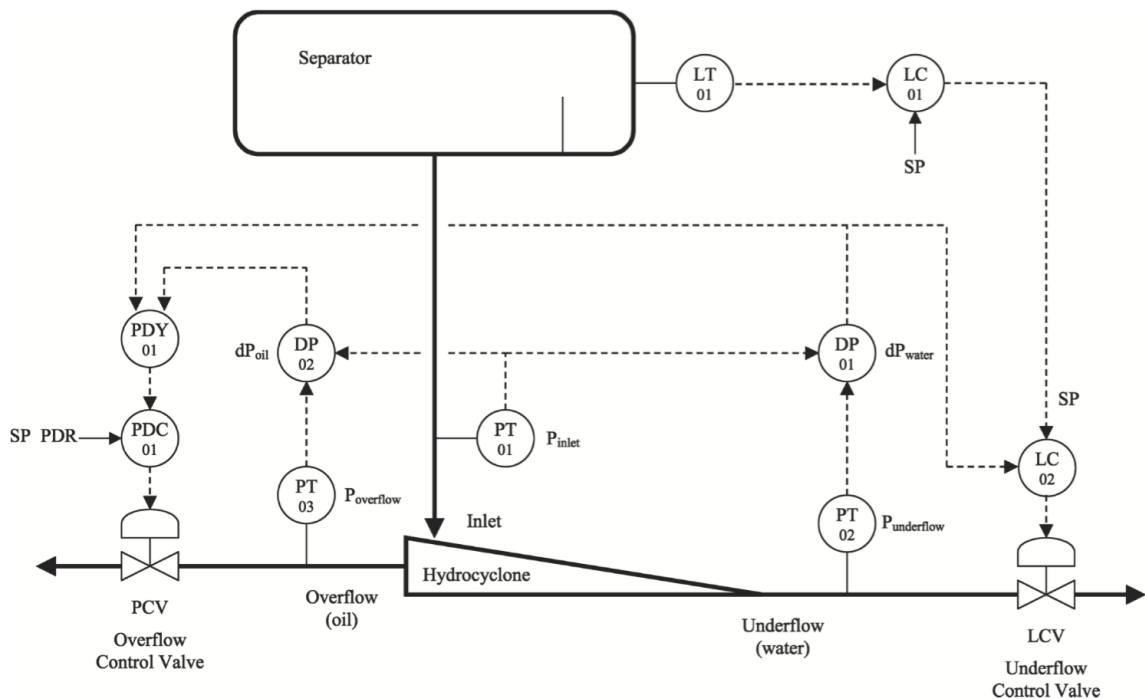 Separator
LT
01
LC
01
SP
PDY
01
dPoil
DP
02
DP
01
dPwater
SP PDR
PDC
01
PT
01
Pinlet
SP
LC
02
PT
03
Poverflow
PT
02
Punderflow
Inlet
Hydrocyclone
PCV
Overflow
Control Valve
Overflow
(oil)
Underflow
(water)
LCV
Underflow
Control Valve